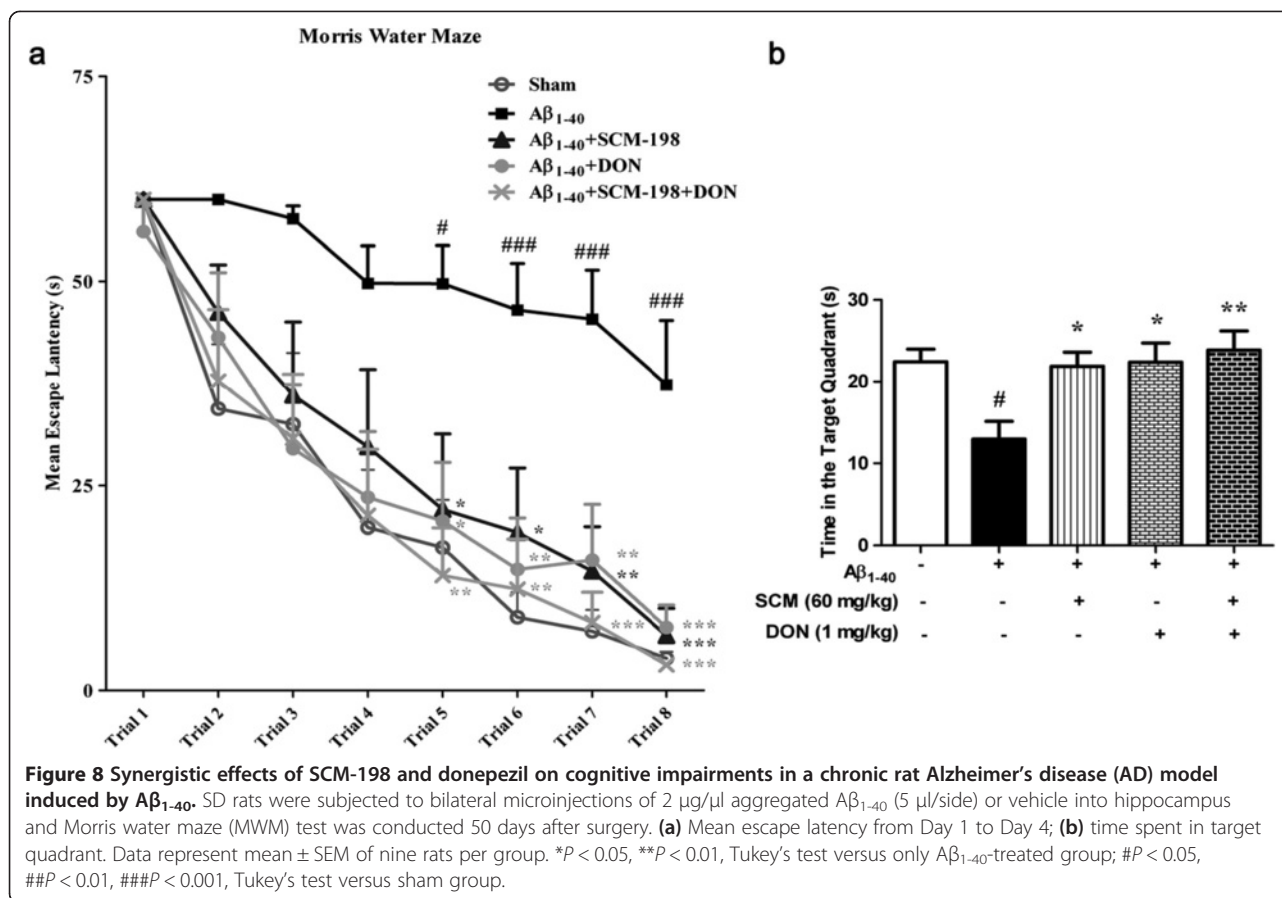 Morris Water Maze
a
75
50
25
0
Mean Escape Lantency (s)
Sham
Aβ1-40
Aβ1-40+SCM-198
Aβ1-40+DON
Aβ1-40+SCM-198+DON
#
###
###
###
*
*
**
*
**
**
**
**
***
***
***
***
Trial 1
Trial 2
Trial 3
Trial 4
Trial 5
Trial 6
Trial 7
Trial 8
b
30
20
10
0
Time in the Target Quadrant (s)
#
*
*
**
Aβ1-40 - + + + +
SCM (60 mg/kg) - - + - +
DON (1 mg/kg) - - - + +
Figure 8 Synergistic effects of SCM-198 and donepezil on cognitive impairments in a chronic rat Alzheimer's disease (AD) model
induced by Aβ1-40. SD rats were subjected to bilateral microinjections of 2 μg/μl aggregated Aβ1-40 (5 μl/side) or vehicle into hippocampus
and Morris water maze (MWM) test was conducted 50 days after surgery. (a) Mean escape latency from Day 1 to Day 4; (b) time spent in target
quadrant. Data represent mean ± SEM of nine rats per group. *P < 0.05, **P < 0.01, Tukey's test versus only Aβ1-40-treated group; #P < 0.05,
##P < 0.01, ###P < 0.001, Tukey's test versus sham group.